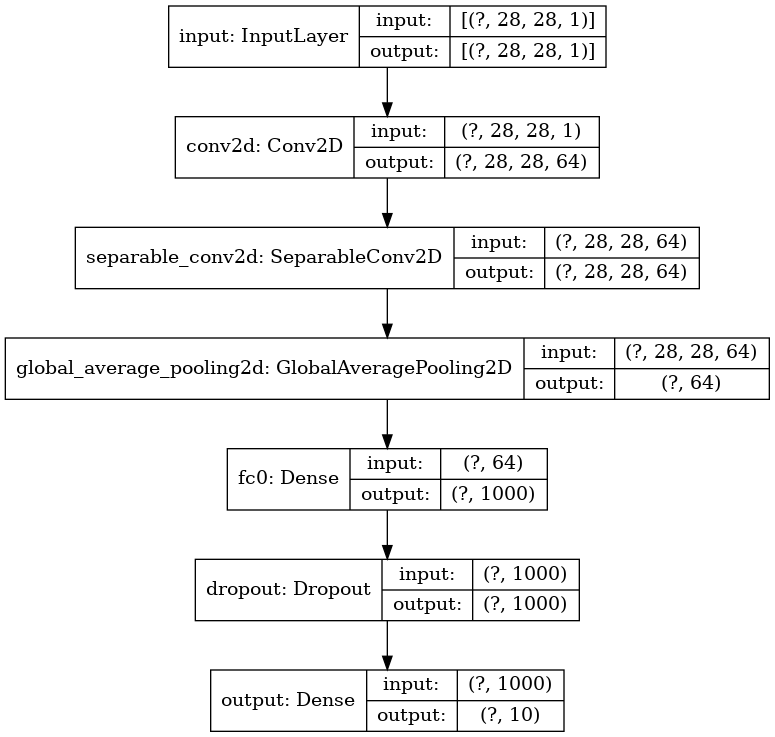 input: InputLayer
input:
[(?, 28, 28, 1)]
output:
[(?, 28, 28, 1)]
conv2d: Conv2D
input:
(?, 28, 28, 1)
output:
(?, 28, 28, 64)
separable_conv2d: SeparableConv2D
input:
(?, 28, 28, 64)
output:
(?, 28, 28, 64)
global_average_pooling2d: GlobalAveragePooling2D
input:
(?, 28, 28, 64)
output:
(?, 64)
fc0: Dense
input:
(?, 64)
output:
(?, 1000)
dropout: Dropout
input:
(?, 1000)
output:
(?, 1000)
output: Dense
input:
(?, 1000)
output:
(?, 10)